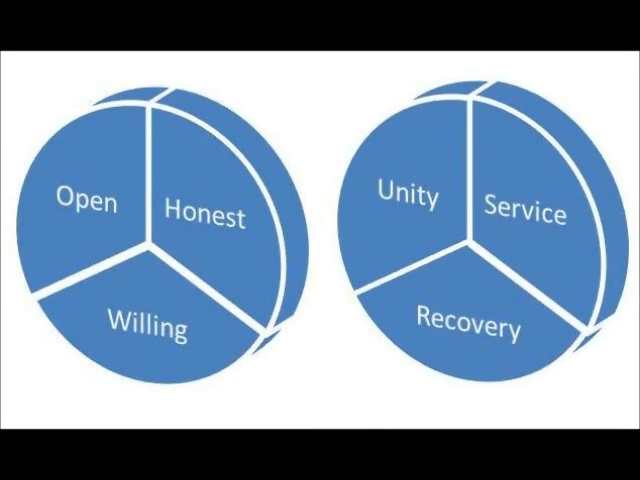 Open
Honest
Willing
Unity
Service
Recovery